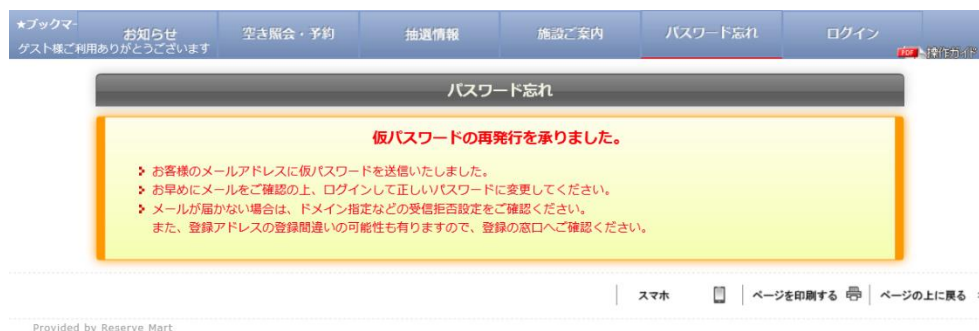 ★ブックマー
お知らせ
空き照会・予約
抽選情報
施設ご案内
パスワード忘れ
ログイン
ゲスト様ご利用ありがとうございます
PDF 操作ガイド
パスワード忘れ
仮パスワードの再発行を承りました。
お客様のメールアドレスに仮パスワードを送信いたしました。
お早めにメールをご確認の上、ログインして正しいパスワードに変更してください。
メールが届かない場合は、ドメイン指定などの受信拒否設定をご確認ください。
また、登録アドレスの登録間違いの可能性も有りますので、登録の窓口へご確認ください。
スマホ
ページを印刷する
ページの上に戻る
Provided by Reserve Mart